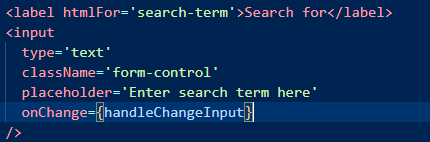 <label htmlFor='search-term'>Search for</label>
<input
type='text'
className='form-control'
placeholder='Enter search term here'
onChange={handleChangeInput}
/>